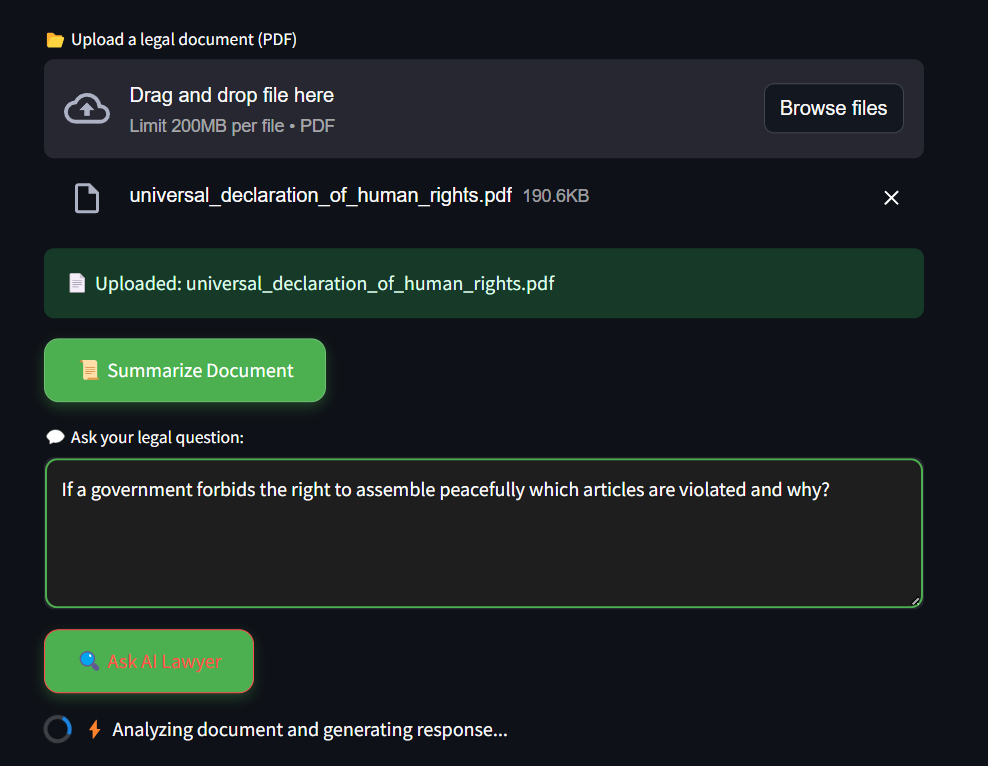 📂 Upload a legal document (PDF)
Drag and drop file here
Limit 200MB per file • PDF
Browse files
universal_declaration_of_human_rights.pdf 190.6KB
📄 Uploaded: universal_declaration_of_human_rights.pdf
📜 Summarize Document
💬 Ask your legal question:
If a government forbids the right to assemble peacefully which articles are violated and why?
🔍 Ask AI Lawyer
⚡ Analyzing document and generating response...